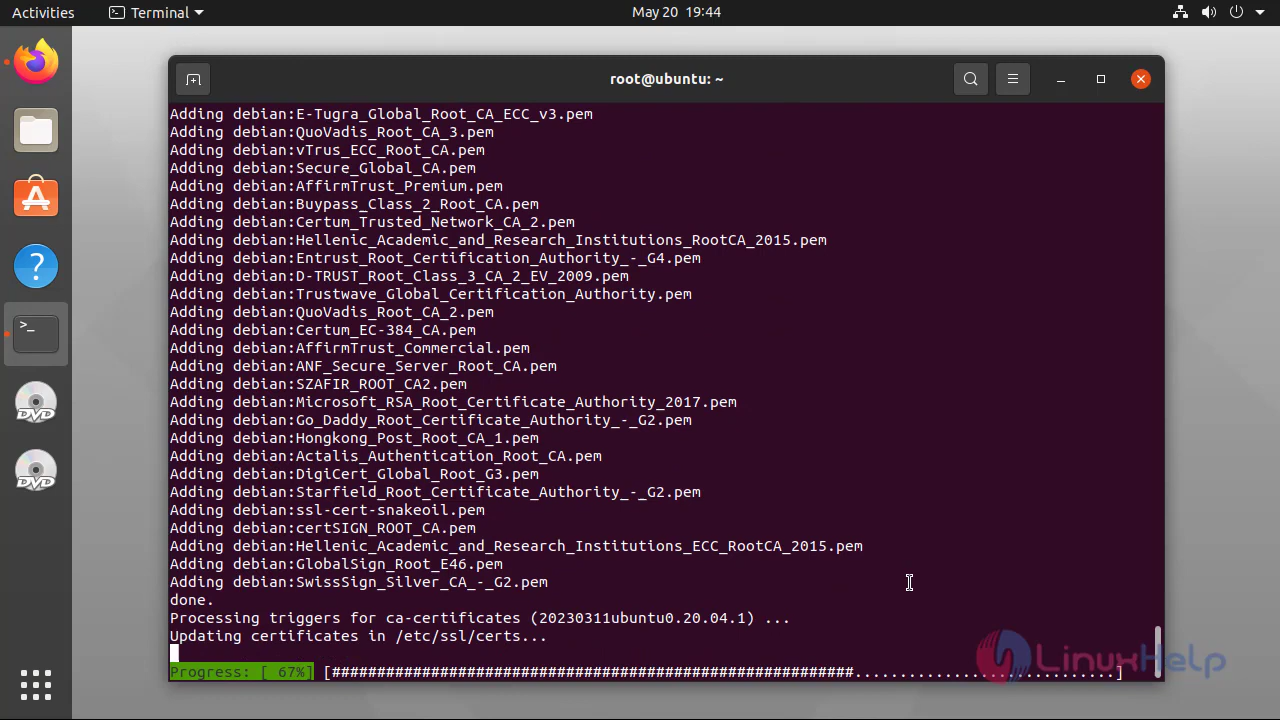 Activities
Terminal
May 20 19:44
root@ubuntu: ~
Adding debian:E-Tugra_Global_Root_CA_ECC_v3.pem
Adding debian:QuoVadis_Root_CA_3.pem
Adding debian:vTrus_ECC_Root_CA.pem
Adding debian:Secure_Global_CA.pem
Adding debian:AffirmTrust_Premium.pem
Adding debian:Buypass_Class_2_Root_CA.pem
Adding debian:Certum_Trusted_Network_CA_2.pem
Adding debian:Hellenic_Academic_and_Research_Institutions_RootCA_2015.pem
Adding debian:Entrust_Root_Certification_Authority_-_G4.pem
Adding debian:D-TRUST_Root_Class_3_CA_2_EV_2009.pem
Adding debian:Trustwave_Global_Certification_Authority.pem
Adding debian:QuoVadis_Root_CA_2.pem
Adding debian:Certum_EC-384_CA.pem
Adding debian:AffirmTrust_Commercial.pem
Adding debian:ANF_Secure_Server_Root_CA.pem
Adding debian:SZAFIR_ROOT_CA2.pem
Adding debian:Microsoft_RSA_Root_Certificate_Authority_2017.pem
Adding debian:Go_Daddy_Root_Certificate_Authority_-_G2.pem
Adding debian:Hongkong_Post_Root_CA_1.pem
Adding debian:Actalis_Authentication_Root_CA.pem
Adding debian:DigiCert_Global_Root_G3.pem
Adding debian:Starfield_Root_Certificate_Authority_-_G2.pem
Adding debian:ssl-cert-snakeoil.pem
Adding debian:certSIGN_ROOT_CA.pem
Adding debian:Hellenic_Academic_and_Research_Institutions_ECC_RootCA_2015.pem
Adding debian:GlobalSign_Root_E46.pem
Adding debian:SwissSign_Silver_CA_-_G2.pem
done.
Processing triggers for ca-certificates (20230311ubuntu0.20.04.1) ...
Updating certificates in /etc/ssl/certs...
Progress: [ 67%] [##########################################################.............................]
LinuxHelp
DVD
DVD